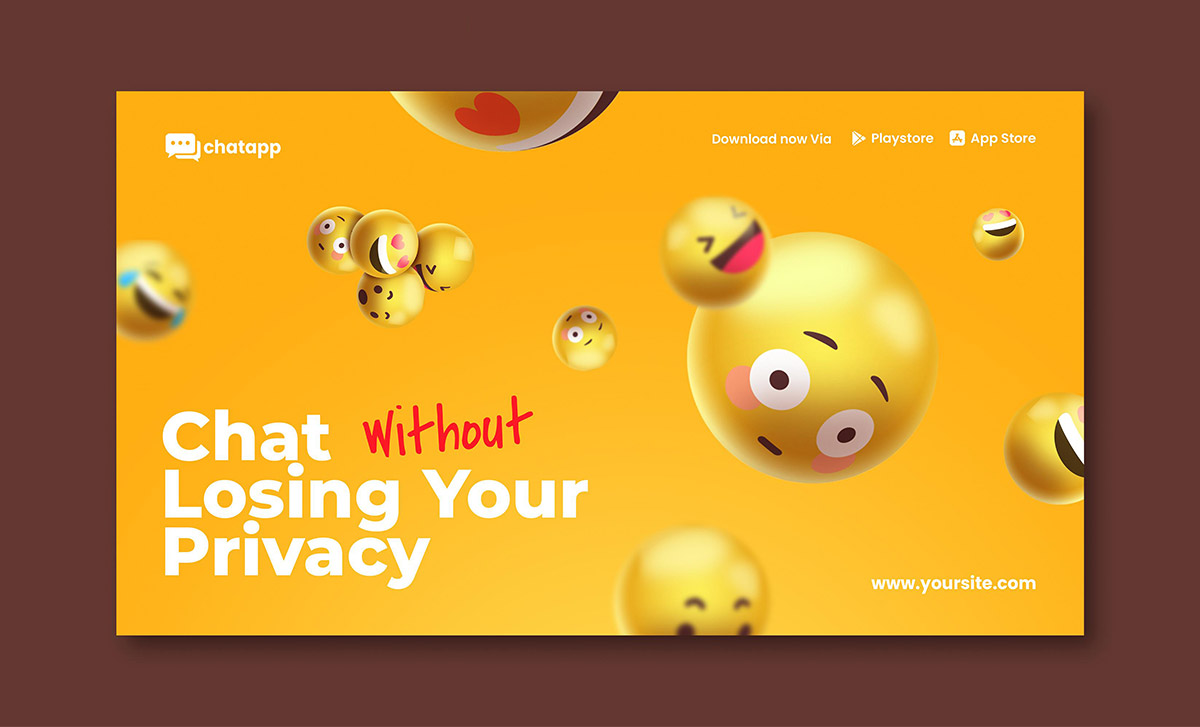 chatapp
Download now Via Playstore App Store
Chat without
Losing Your
Privacy
www.yoursite.com